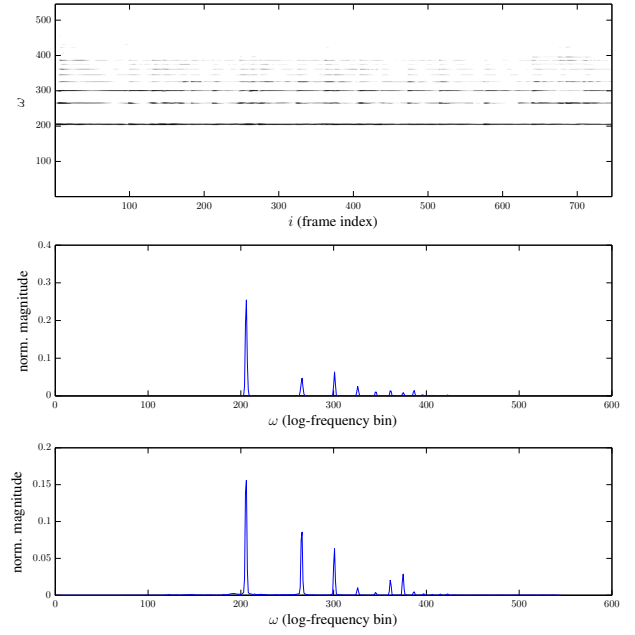 500
400
300
200
100
ω
100 200 300 400 500 600 700
i (frame index)
0.4
0.3
0.2
0.1
0
norm. magnitude
0 100 200 300 400 500 600
ω (log-frequency bin)
0.2
0.15
0.1
0.05
0
norm. magnitude
0 100 200 300 400 500 600
ω (log-frequency bin)